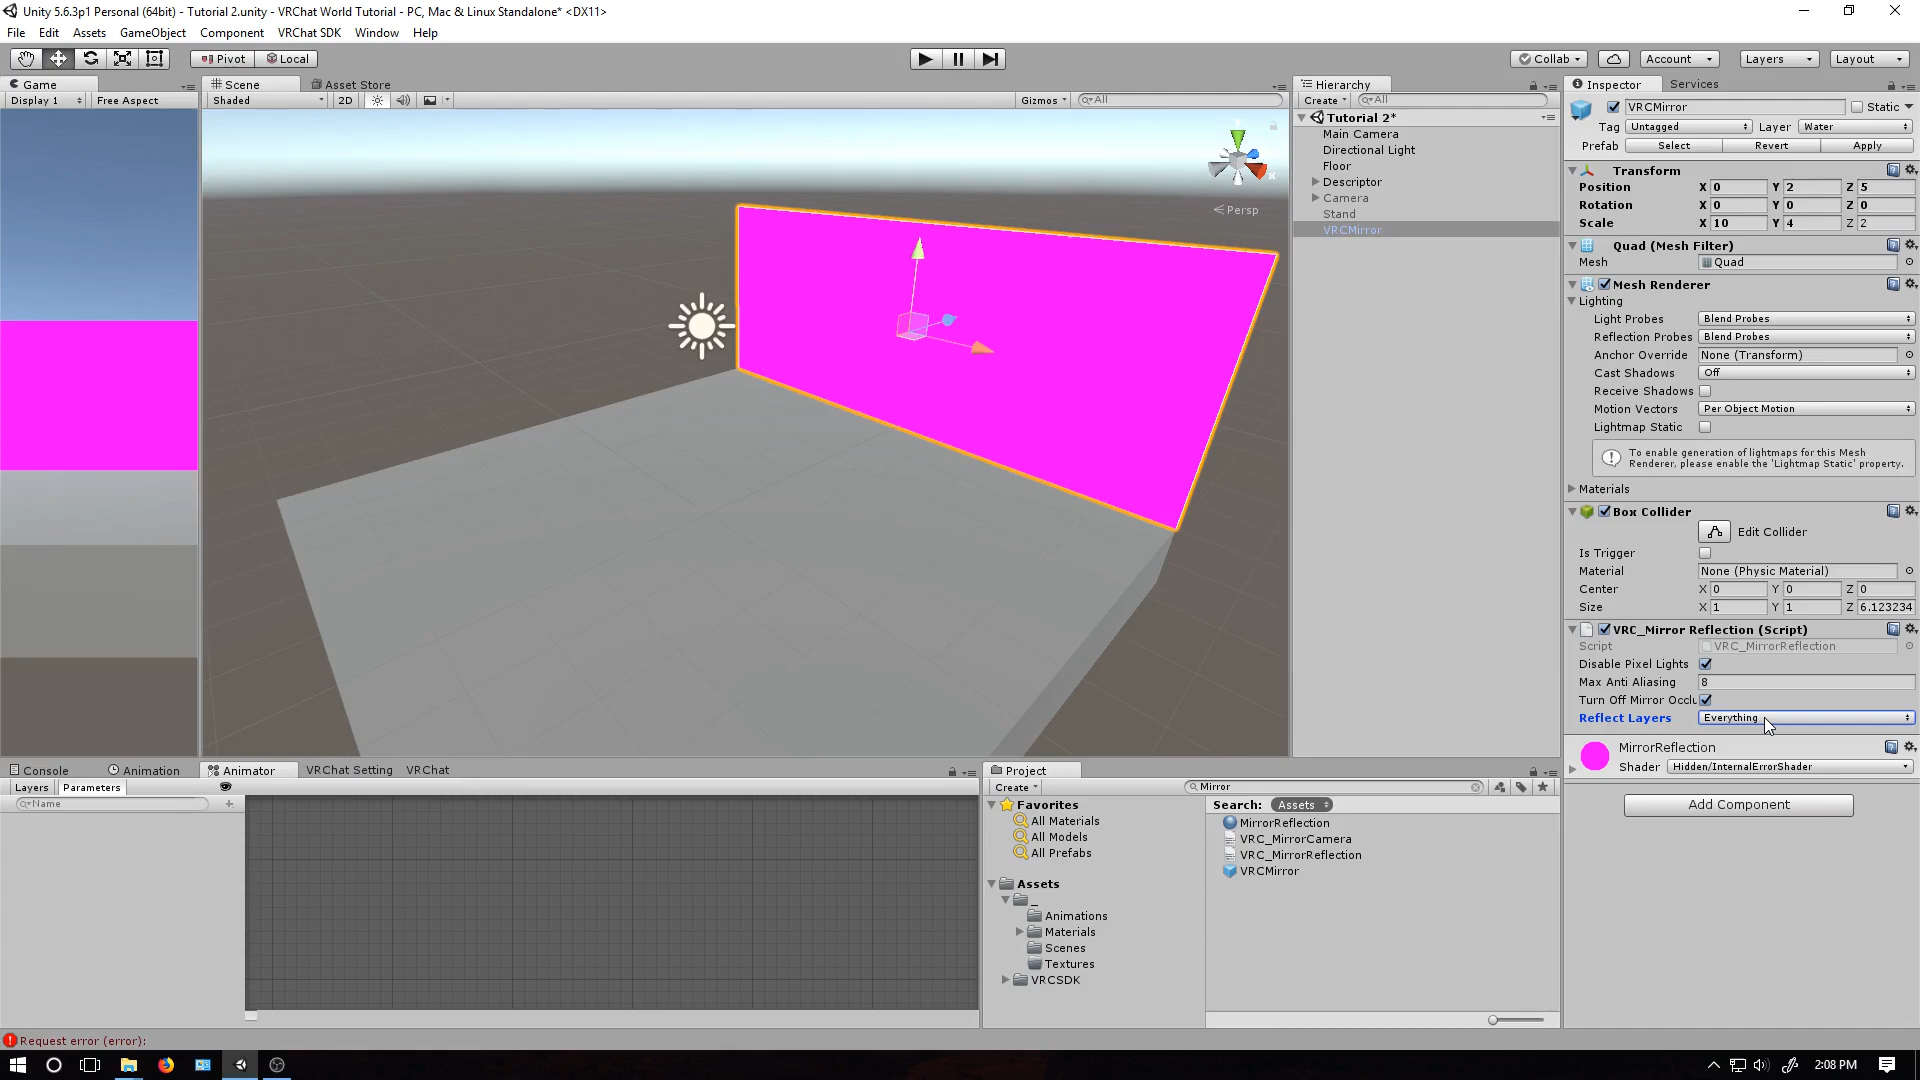 Unity 5.6.3p1 Personal (64bit) - Tutorial 2.unity - VRChat World Tutorial - PC, Mac & Linux Standalone* <DX11>
File Edit Assets GameObject Component VRChat SDK Window Help
Pivot Local Collab Account Layers Layout
Game Scene Asset Store Hierarchy Inspector Services
Display 1 Free Aspect Shaded 2D Gizmos All Create All
VRCMirror Static
Tag Untagged Layer Water
Prefab Select Revert Apply
Tutorial 2*
Main Camera
Directional Light
Floor
Descriptor
Camera
Stand
VRCMirror
x
Persp
Transform
Position X 0 Y 2 Z 5
Rotation X 0 Y 0 Z 0
Scale X 10 Y 4 Z 2
Quad (Mesh Filter)
Mesh Quad
Mesh Renderer
Lighting
Light Probes Blend Probes
Reflection Probes Blend Probes
Anchor Override None (Transform)
Cast Shadows Off
Receive Shadows
Motion Vectors Per Object Motion
Lightmap Static
To enable generation of lightmaps for this Mesh
Renderer, please enable the 'Lightmap Static' property.
Materials
Box Collider
Edit Collider
Is Trigger
Material None (Physic Material)
Center X 0 Y 0 Z 0
Size X 1 Y 1 Z 6.123234
VRC_Mirror Reflection (Script)
Script VRC_MirrorReflection
Disable Pixel Lights
Max Anti Aliasing 8
Turn Off Mirror Occlu
Reflect Layers Everything
MirrorReflection
Shader Hidden/InternalErrorShader
Add Component
Console Animation Animator VRChat Setting VRChat
Layers Parameters
Name
Project
Create Mirror
Favorites
All Materials
All Models
All Prefabs
Assets
_
Animations
Materials
Scenes
Textures
VRCSDK
Search: Assets
MirrorReflection
VRC_MirrorCamera
VRC_MirrorReflection
VRCMirror
Request error (error):
2:08 PM